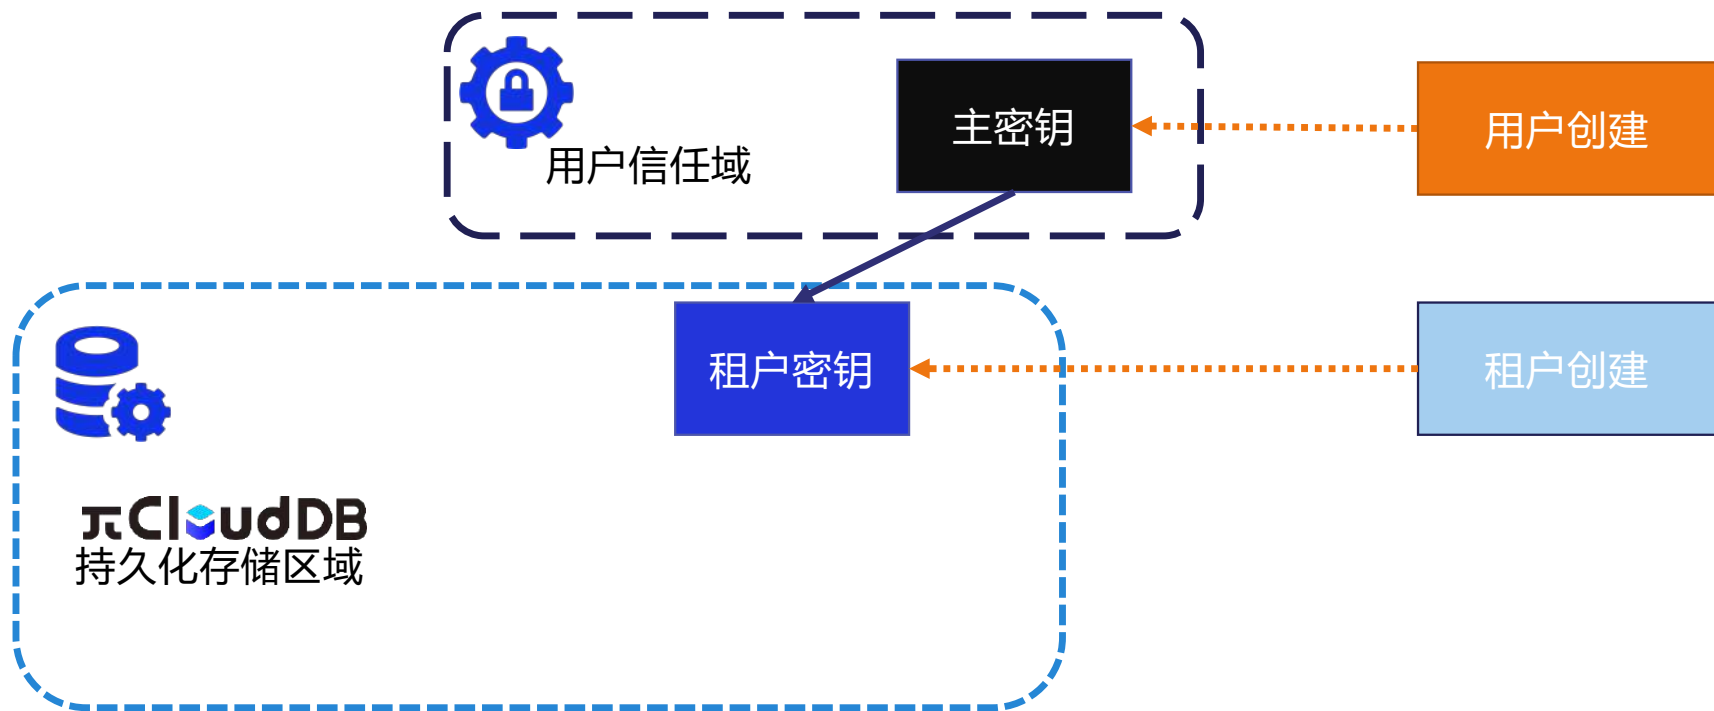 主密钥
用户创建
用户信任域
租户密钥
租户创建
πCloudDB
持久化存储区域